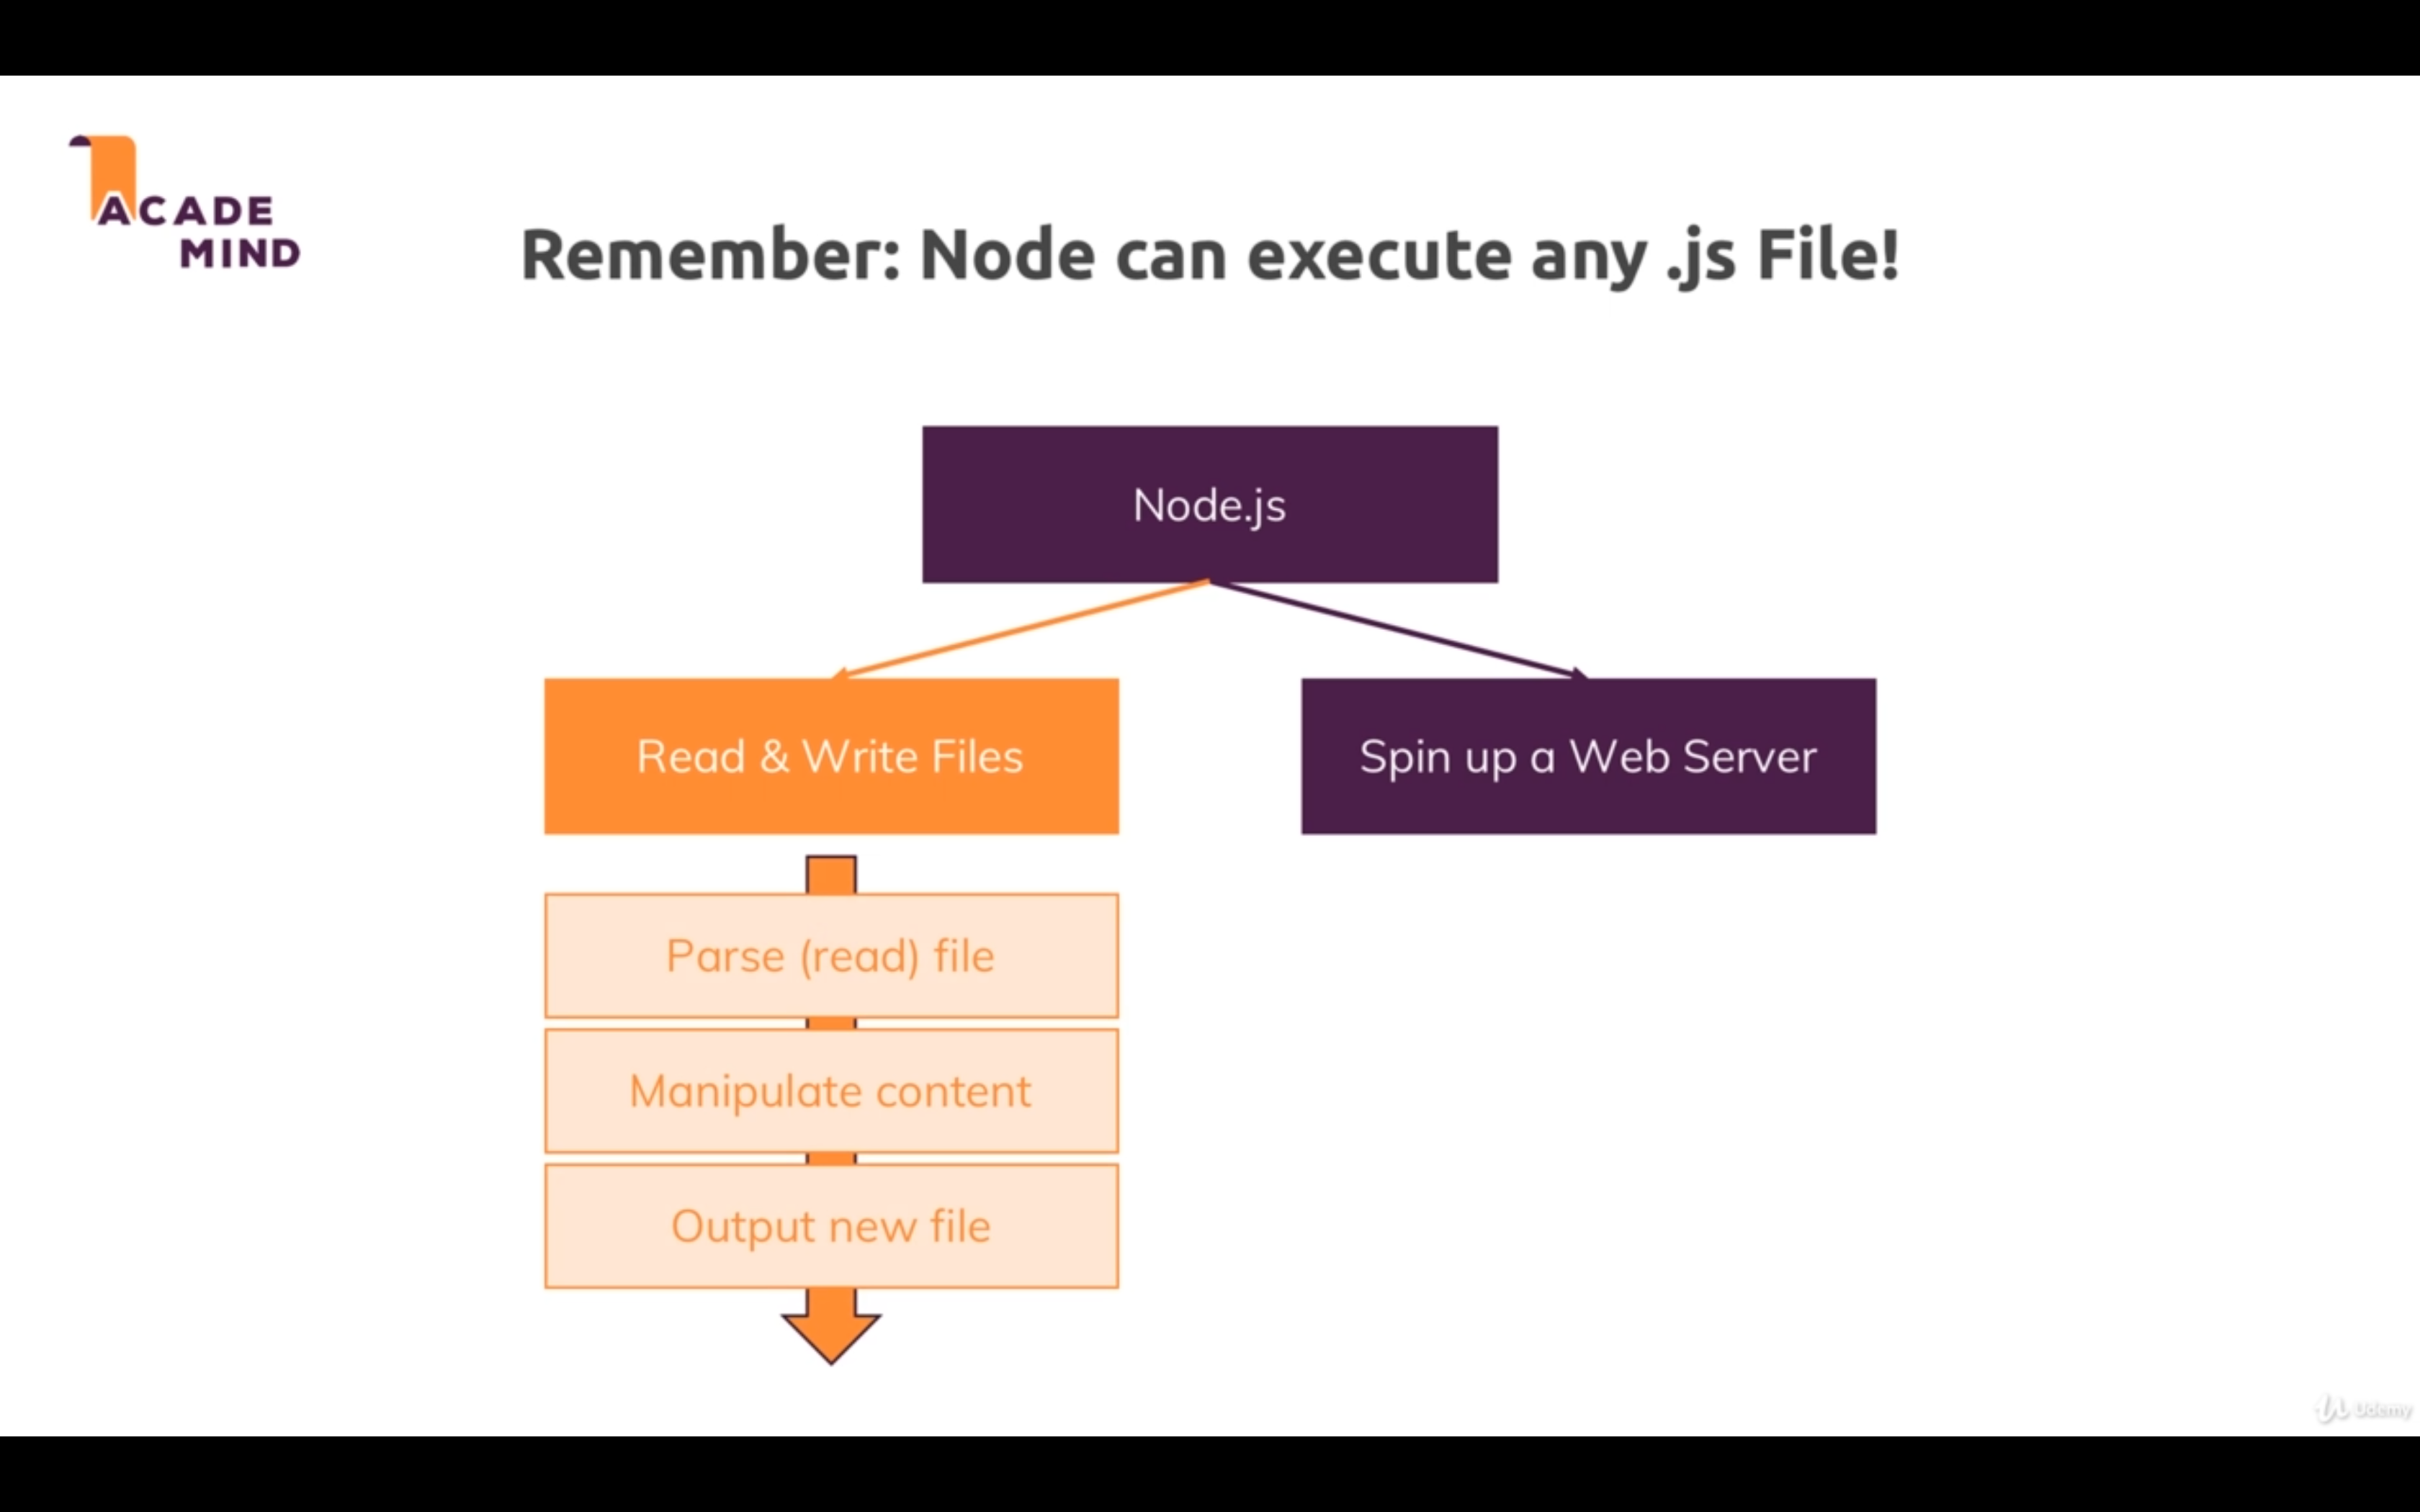 ACADE
MIND
Remember: Node can execute any .js File!
Node.js
Read & Write Files
Spin up a Web Server
Parse (read) file
Manipulate content
Output new file
Udemy